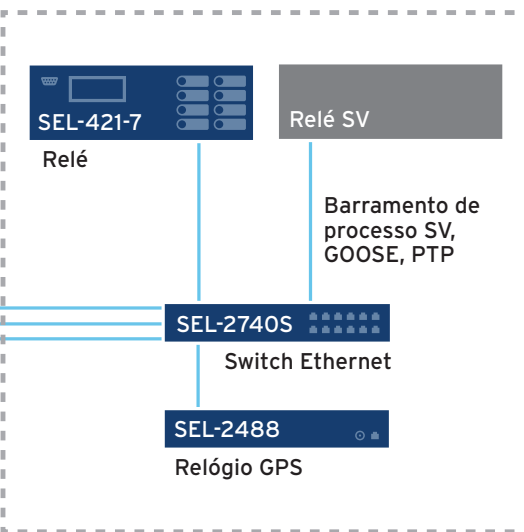 SEL-421-7
Relé
Relé SV
Barramento de
processo SV,
GOOSE, PTP
SEL-2740S
Switch Ethernet
SEL-2488
Relógio GPS